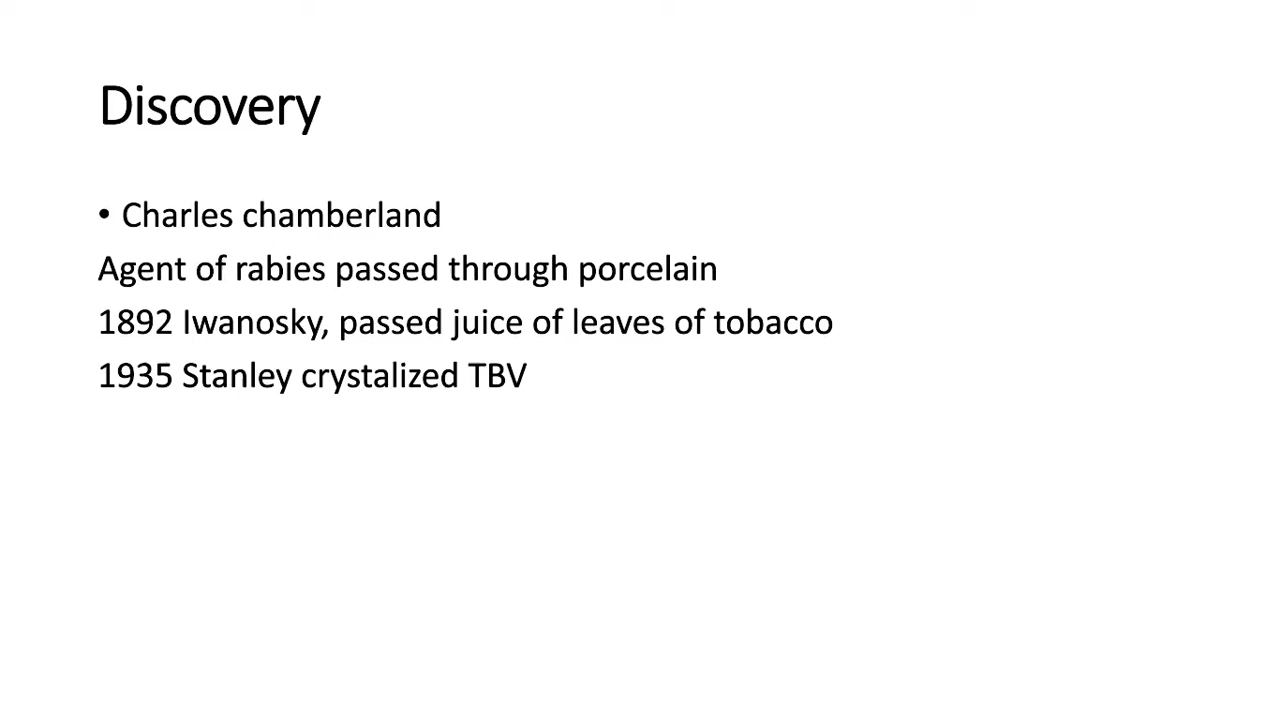 Discovery
• Charles chamberland
Agent of rabies passed through porcelain
1892 Iwanosky, passed juice of leaves of tobacco
1935 Stanley crystalized TBV